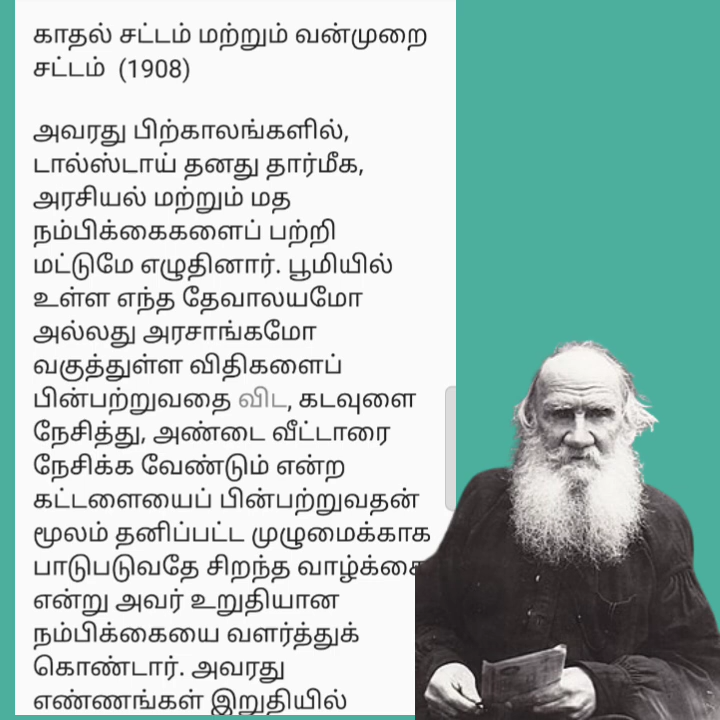 காதல் சட்டம் மற்றும் வன்முறை
சட்டம் (1908)
அவரது பிற்காலங்களில்,
டால்ஸ்டாய் தனது தார்மீக,
அரசியல் மற்றும் மத
நம்பிக்கைகளைப் பற்றி
மட்டுமே எழுதினார். பூமியில்
உள்ள எந்த தேவாலயமோ
அல்லது அரசாங்கமோ
வகுத்துள்ள விதிகளைப்
பின்பற்றுவதை விட, கடவுளை
நேசித்து, அண்டை வீட்டாரை
நேசிக்க வேண்டும் என்ற
கட்டளையைப் பின்பற்றுவதன்
மூலம் தனிப்பட்ட முழுமைக்காக
பாடுபடுவதே சிறந்த வாழ்க்கை
என்று அவர் உறுதியான
நம்பிக்கையை வளர்த்துக்
கொண்டார். அவரது
எண்ணங்கள் இறுதியில்